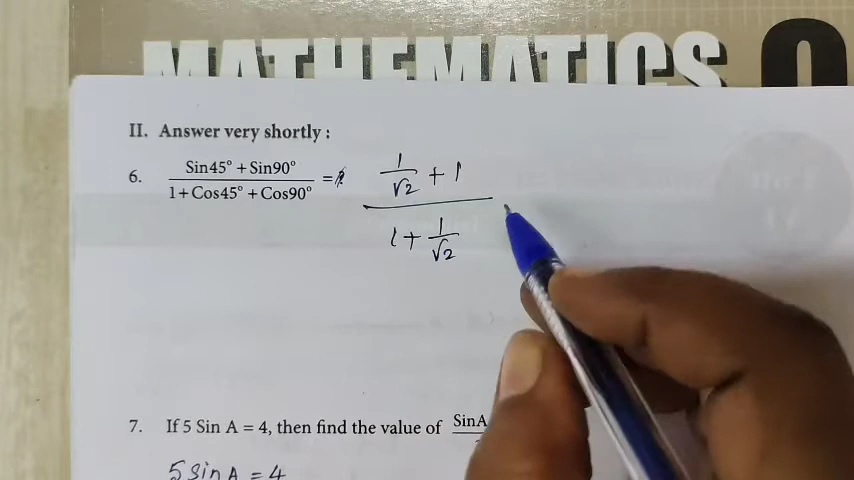 MATHEMATICS 9
II. Answer very shortly :
6. Sin45° + Sin90° / 1 + Cos45° + Cos90° = 1/√2 + 1 / 1 + 1/√2
7. If 5 Sin A = 4, then find the value of SinA
5 sin A = 4